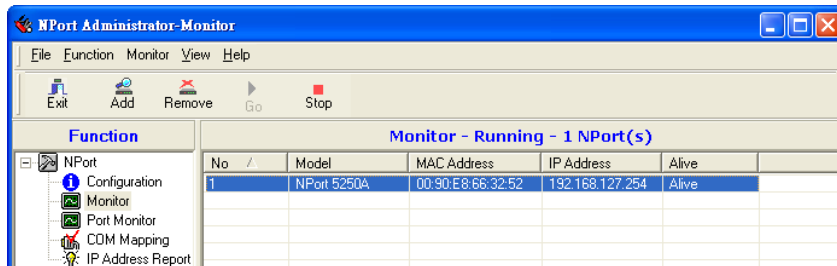 NPort Administrator-Monitor
File Function Monitor View Help
Exit Add Remove Go Stop
Function
Monitor - Running - 1 NPort(s)
NPort
Configuration
Monitor
Port Monitor
COM Mapping
IP Address Report
No Model MAC Address IP Address Alive
1 NPort 5250A 00:90:E8:66:32:52 192.168.127.254 Alive